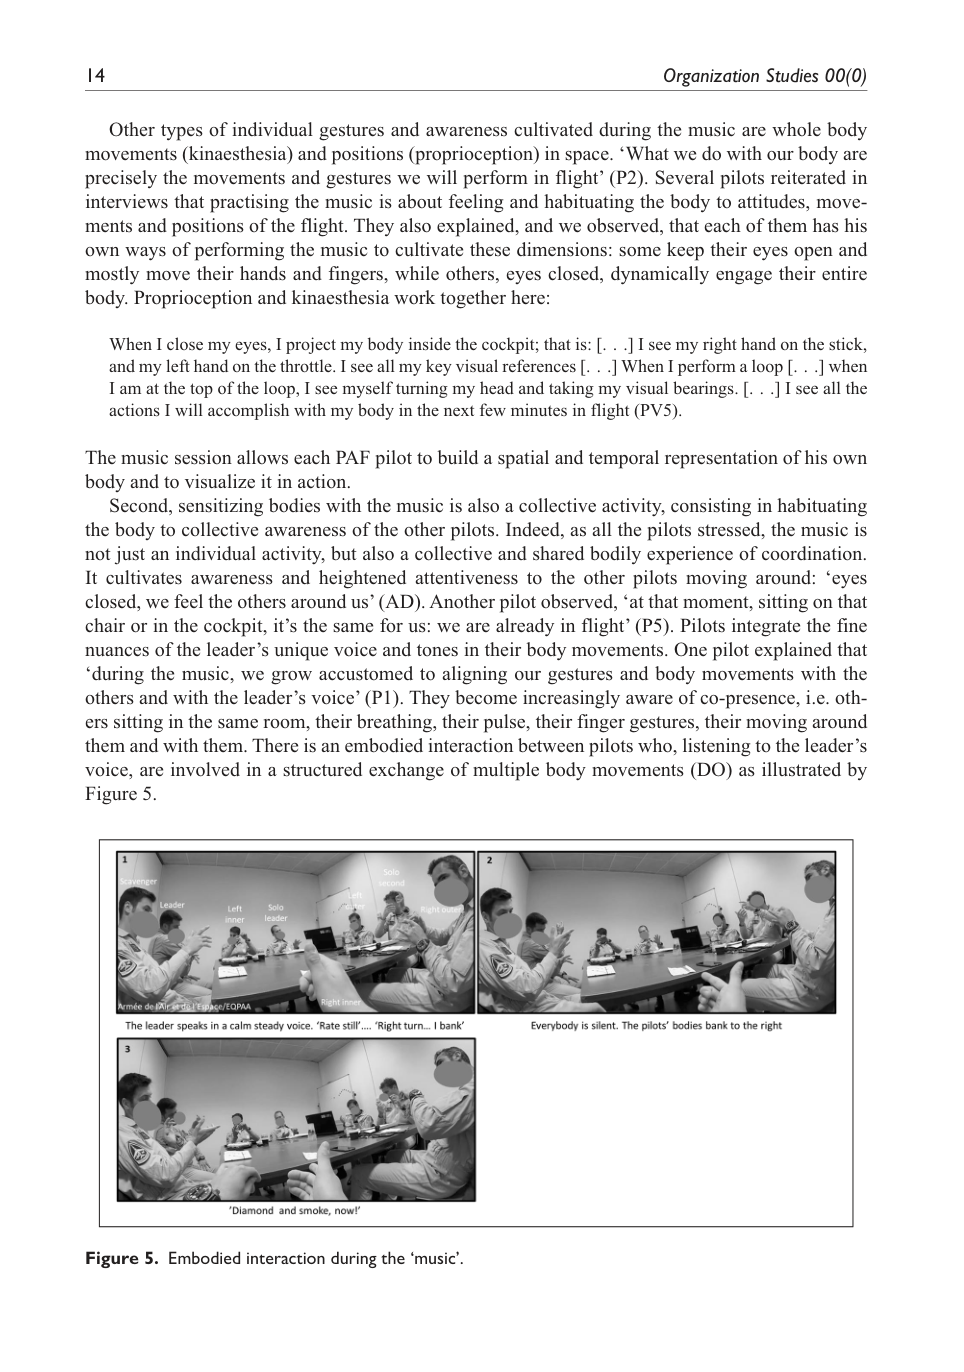 14
Organization Studies 00(0)
Other types of individual gestures and awareness cultivated during the music are whole body
movements (kinaesthesia) and positions (proprioception) in space. ‘What we do with our body are
precisely the movements and gestures we will perform in flight’ (P2). Several pilots reiterated in
interviews that practising the music is about feeling and habituating the body to attitudes, move-
ments and positions of the flight. They also explained, and we observed, that each of them has his
own ways of performing the music to cultivate these dimensions: some keep their eyes open and
mostly move their hands and fingers, while others, eyes closed, dynamically engage their entire
body. Proprioception and kinaesthesia work together here:
When I close my eyes, I project my body inside the cockpit; that is: [. . .] I see my right hand on the stick,
and my left hand on the throttle. I see all my key visual references [. . .] When I perform a loop [. . .] when
I am at the top of the loop, I see myself turning my head and taking my visual bearings. [. . .] I see all the
actions I will accomplish with my body in the next few minutes in flight (PV5).
The music session allows each PAF pilot to build a spatial and temporal representation of his own
body and to visualize it in action.
Second, sensitizing bodies with the music is also a collective activity, consisting in habituating
the body to collective awareness of the other pilots. Indeed, as all the pilots stressed, the music is
not just an individual activity, but also a collective and shared bodily experience of coordination.
It cultivates awareness and heightened attentiveness to the other pilots moving around: ‘eyes
closed, we feel the others around us’ (AD). Another pilot observed, ‘at that moment, sitting on that
chair or in the cockpit, it’s the same for us: we are already in flight’ (P5). Pilots integrate the fine
nuances of the leader’s unique voice and tones in their body movements. One pilot explained that
‘during the music, we grow accustomed to aligning our gestures and body movements with the
others and with the leader’s voice’ (P1). They become increasingly aware of co-presence, i.e. oth-
ers sitting in the same room, their breathing, their pulse, their finger gestures, their moving around
them and with them. There is an embodied interaction between pilots who, listening to the leader’s
voice, are involved in a structured exchange of multiple body movements (DO) as illustrated by
Figure 5.
1
Scavenger
Leader
Left
inner
Solo
leader
Left
outer
Solo
second
Right outer
Right inner
Armée de l'Air et de l'Espace/EQPAA
The leader speaks in a calm steady voice. ‘Rate still’.... ‘Right turn... I bank’
2
Everybody is silent. The pilots’ bodies bank to the right
3
’Diamond and smoke, now!’
Figure 5. Embodied interaction during the ‘music’.